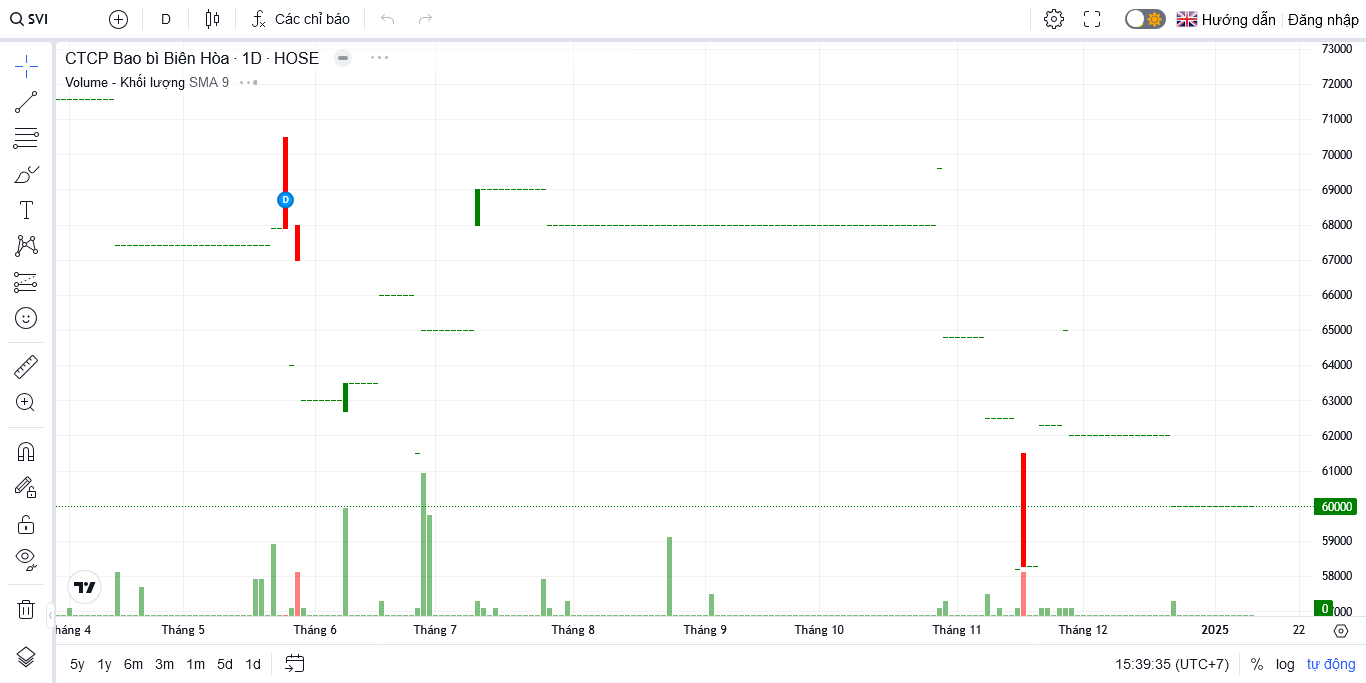 SVI D Các chỉ báo Hướng dẫn Đăng nhập
CTCP Bao bì Biên Hòa · 1D · HOSE
Volume - Khối lượng SMA 9
D
73000
72000
71000
70000
69000
68000
67000
66000
65000
64000
63000
62000
61000
60000
59000
58000
0
háng 4 Tháng 5 Tháng 6 Tháng 7 Tháng 8 Tháng 9 Tháng 10 Tháng 11 Tháng 12 2025 22
5y 1y 6m 3m 1m 5d 1d 15:39:35 (UTC+7) % log tự động